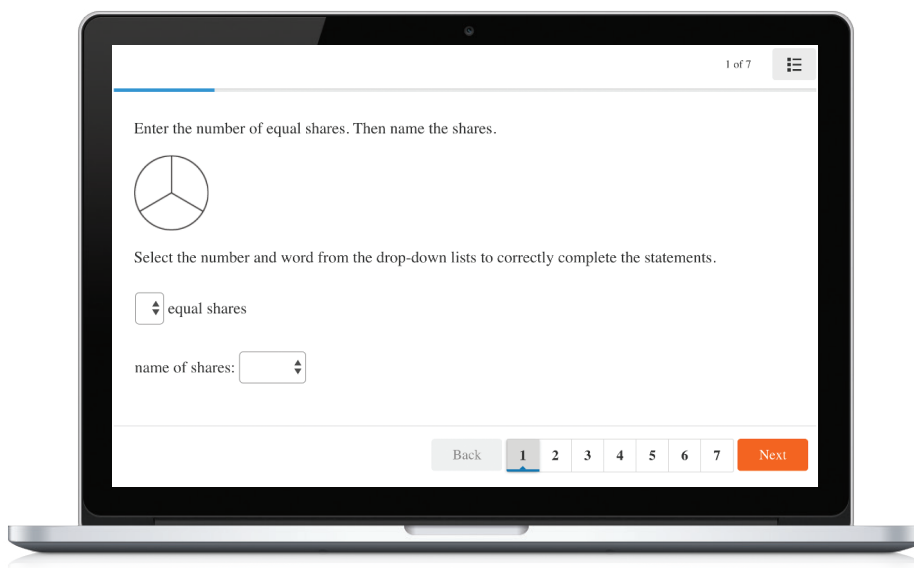 1 of 7
Enter the number of equal shares. Then name the shares.
Select the number and word from the drop-down lists to correctly complete the statements.
equal shares
name of shares:
Back 1 2 3 4 5 6 7 Next